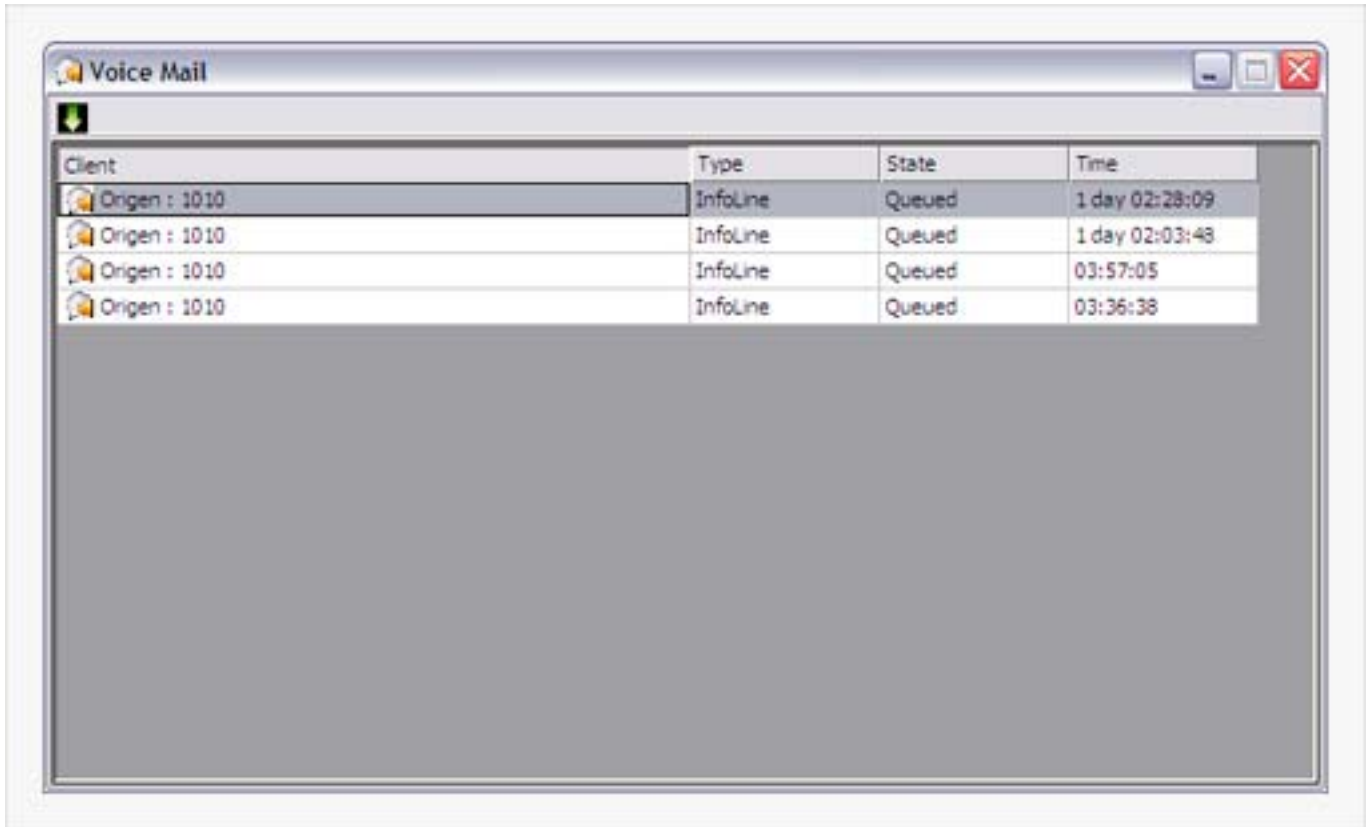 Voice Mail
Client Type State Time
Origen : 1010 InfoLine Queued 1 day 02:28:09
Origen : 1010 InfoLine Queued 1 day 02:03:48
Origen : 1010 InfoLine Queued 03:57:05
Origen : 1010 InfoLine Queued 03:36:38